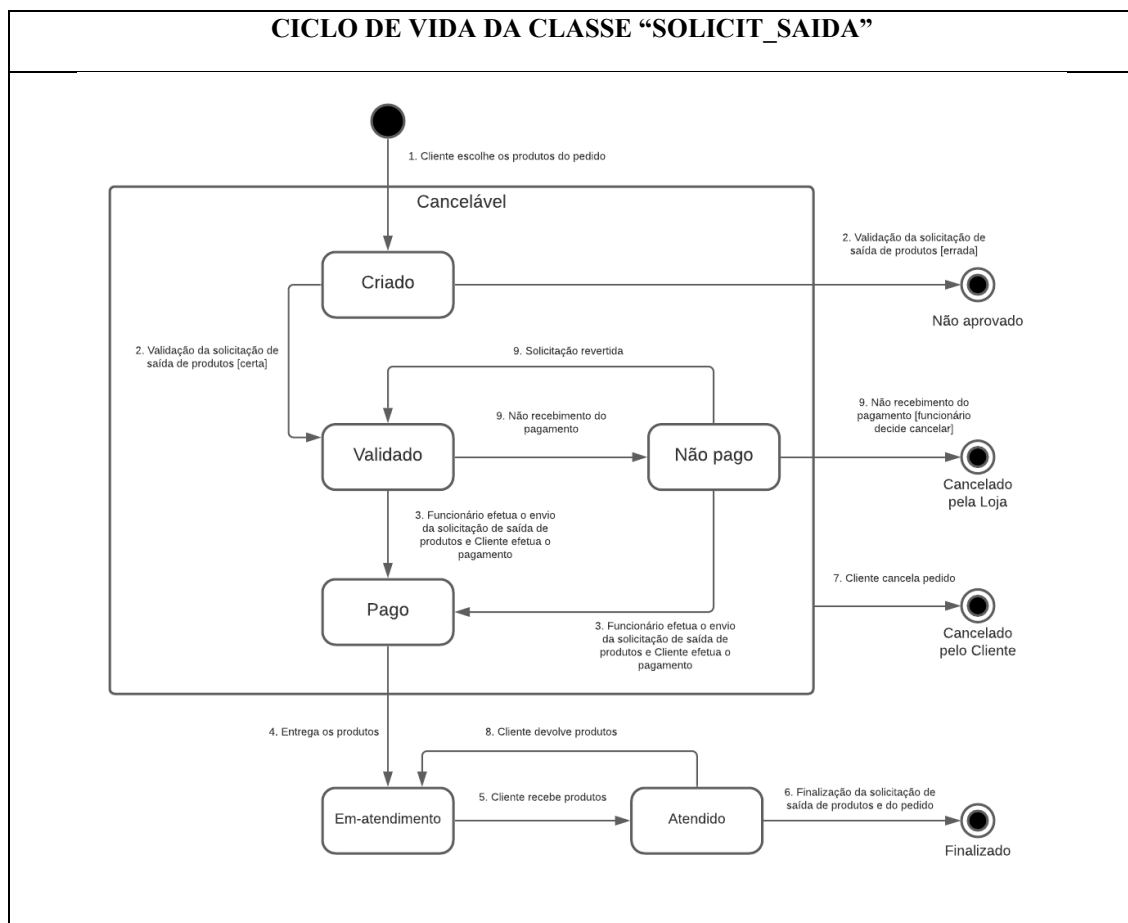 CICLO DE VIDA DA CLASSE “SOLICIT_SAIDA”
1. Cliente escolhe os produtos do pedido
Cancelável
Criado
2. Validação da solicitação de
saída de produtos [errada]
Não aprovado
2. Validação da solicitação de
saída de produtos [certa]
9. Solicitação revertida
9. Não recebimento do
pagamento
Validado
Não pago
9. Não recebimento do
pagamento [funcionário
decide cancelar]
Cancelado
pela Loja
3. Funcionário efetua o envio
da solicitação de saída de
produtos e Cliente efetua o
pagamento
Pago
3. Funcionário efetua o envio
da solicitação de saída de
produtos e Cliente efetua o
pagamento
7. Cliente cancela pedido
Cancelado
pelo Cliente
4. Entrega os produtos
8. Cliente devolve produtos
Em-atendimento
5. Cliente recebe produtos
Atendido
6. Finalização da solicitação de
saída de produtos e do pedido
Finalizado